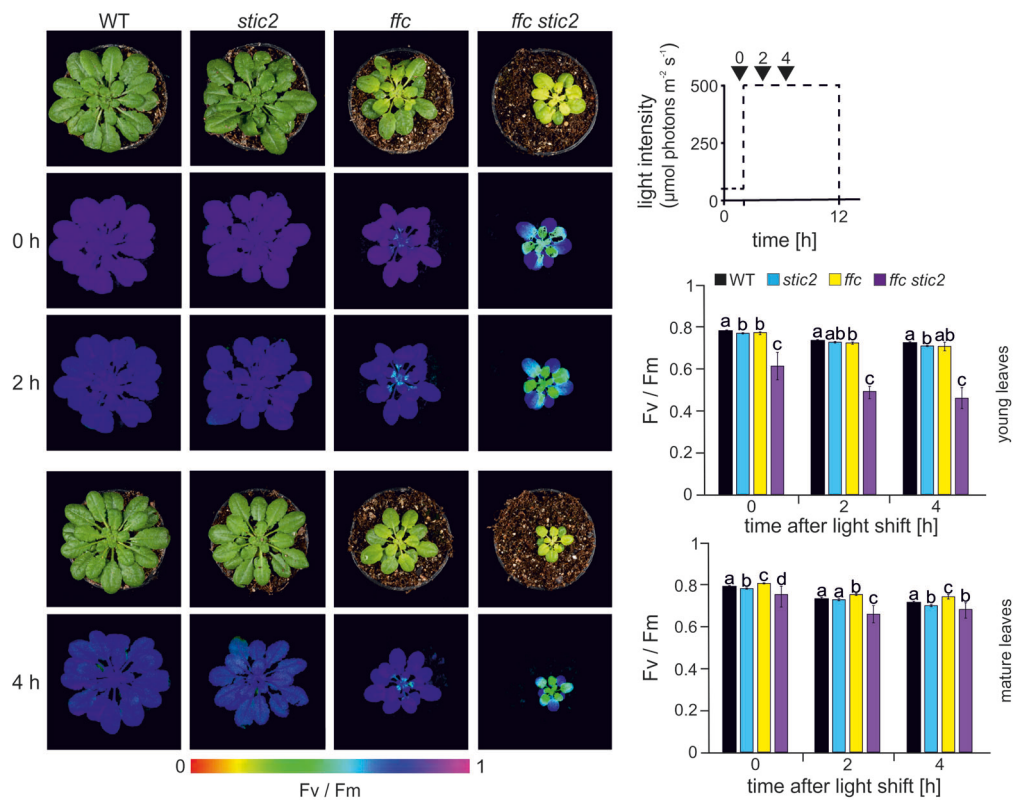 WT stic2 ffc ffc stic2
0 h
2 h
4 h
0 1
Fv / Fm
0 2 4
500
250
0
light intensity
(µmol photons m⁻² s⁻¹)
0 12
time [h]
WT stic2 ffc ffc stic2
1
0.8
0.6
0.4
0.2
0
Fv / Fm
a b b c
a ab b c
a b ab c
0 2 4
time after light shift [h]
young leaves
1
0.8
0.6
0.4
0.2
0
Fv / Fm
a b c d
a a b c
a b c b
0 2 4
time after light shift [h]
mature leaves